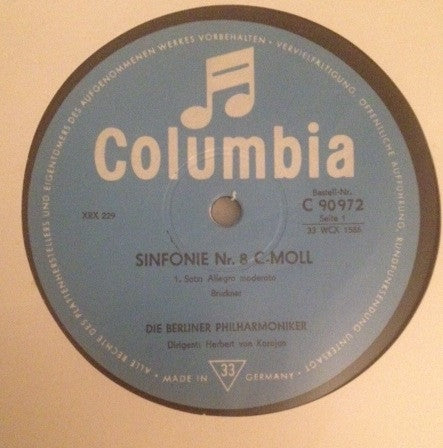 ALLE RECHTE DES PLATTENHERSTELLERS UND EIGENTÜMERS DES AUFGENOMMENEN WERKES VORBEHALTEN • VERVIELFÄLTIGUNG, ÖFFENTLICHE AUFFÜHRUNG, RUNDFUNKSENDUNG UNTERSAGT •
Columbia
XRX 229
Bestell-Nr.
C 90972
Seite 1
33 WCX 1586
SINFONIE Nr. 8 C-MOLL
1. Satz: Allegro moderato
Bruckner
DIE BERLINER PHILHARMONIKER
Dirigent: Herbert von Karajan
MADE IN 33 GERMANY